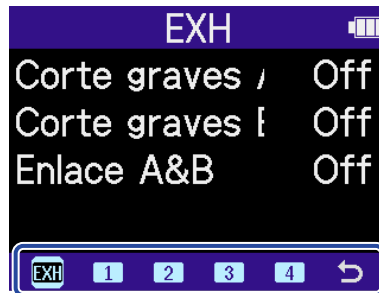 EXH
Corte graves A Off
Corte graves Off
Enlace A&B Off
EXH 1 2 3 4